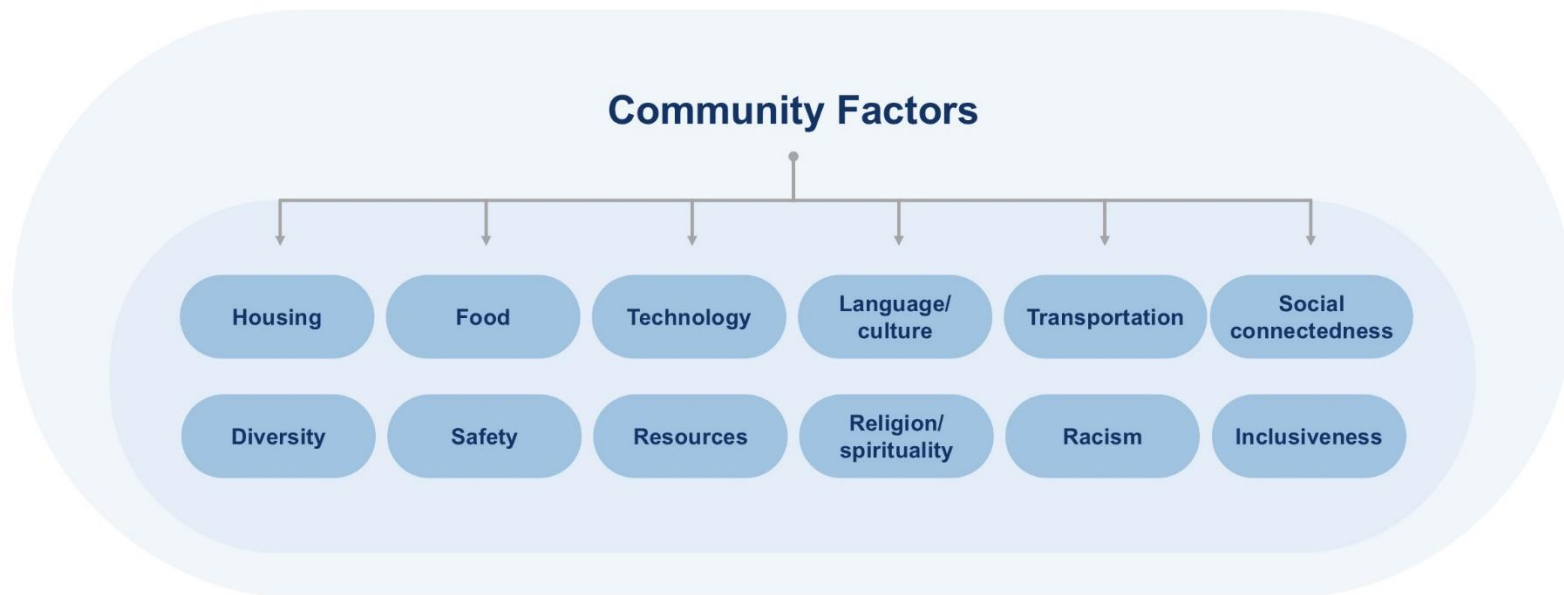 Community Factors
Housing
Food
Technology
Language/
culture
Transportation
Social
connectedness
Diversity
Safety
Resources
Religion/
spirituality
Racism
Inclusiveness